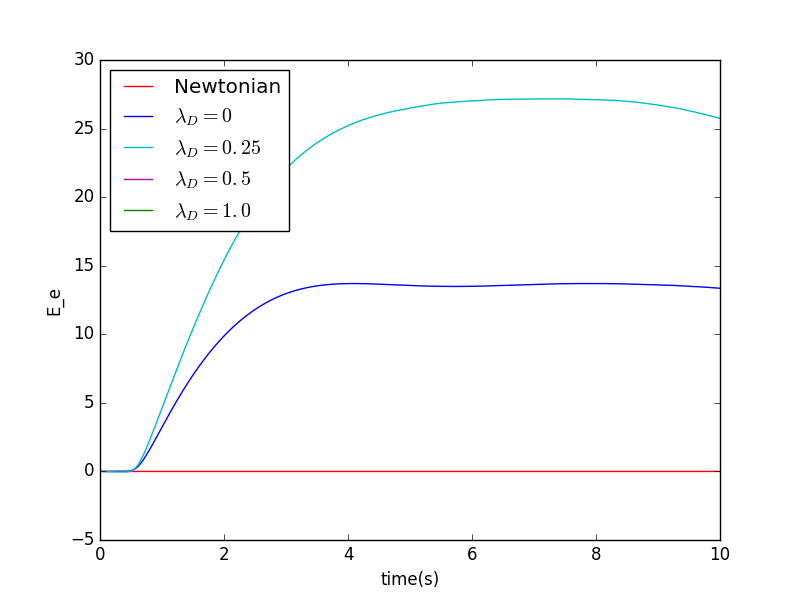 30
25
20
15
10
5
0
−5
E_e
Newtonian
λ_D = 0
λ_D = 0.25
λ_D = 0.5
λ_D = 1.0
0 2 4 6 8 10
time(s)